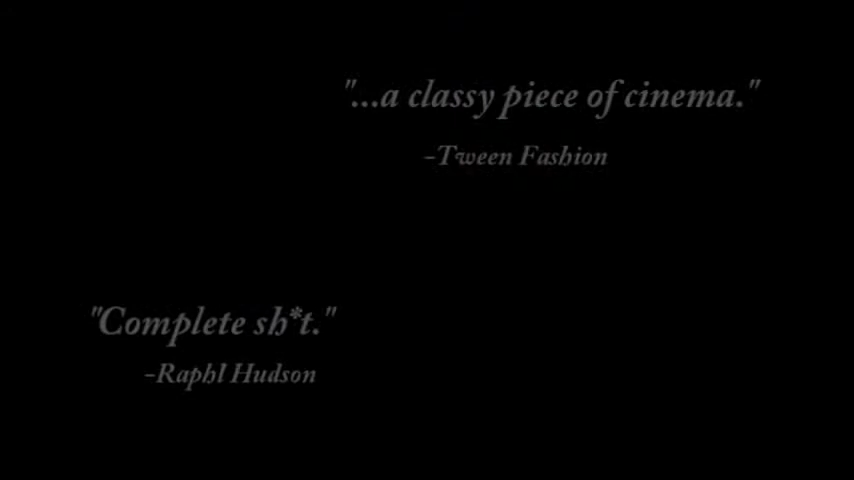 "...a classy piece of cinema."
-Tween Fashion
"Complete sh*t."
-Raphl Hudson